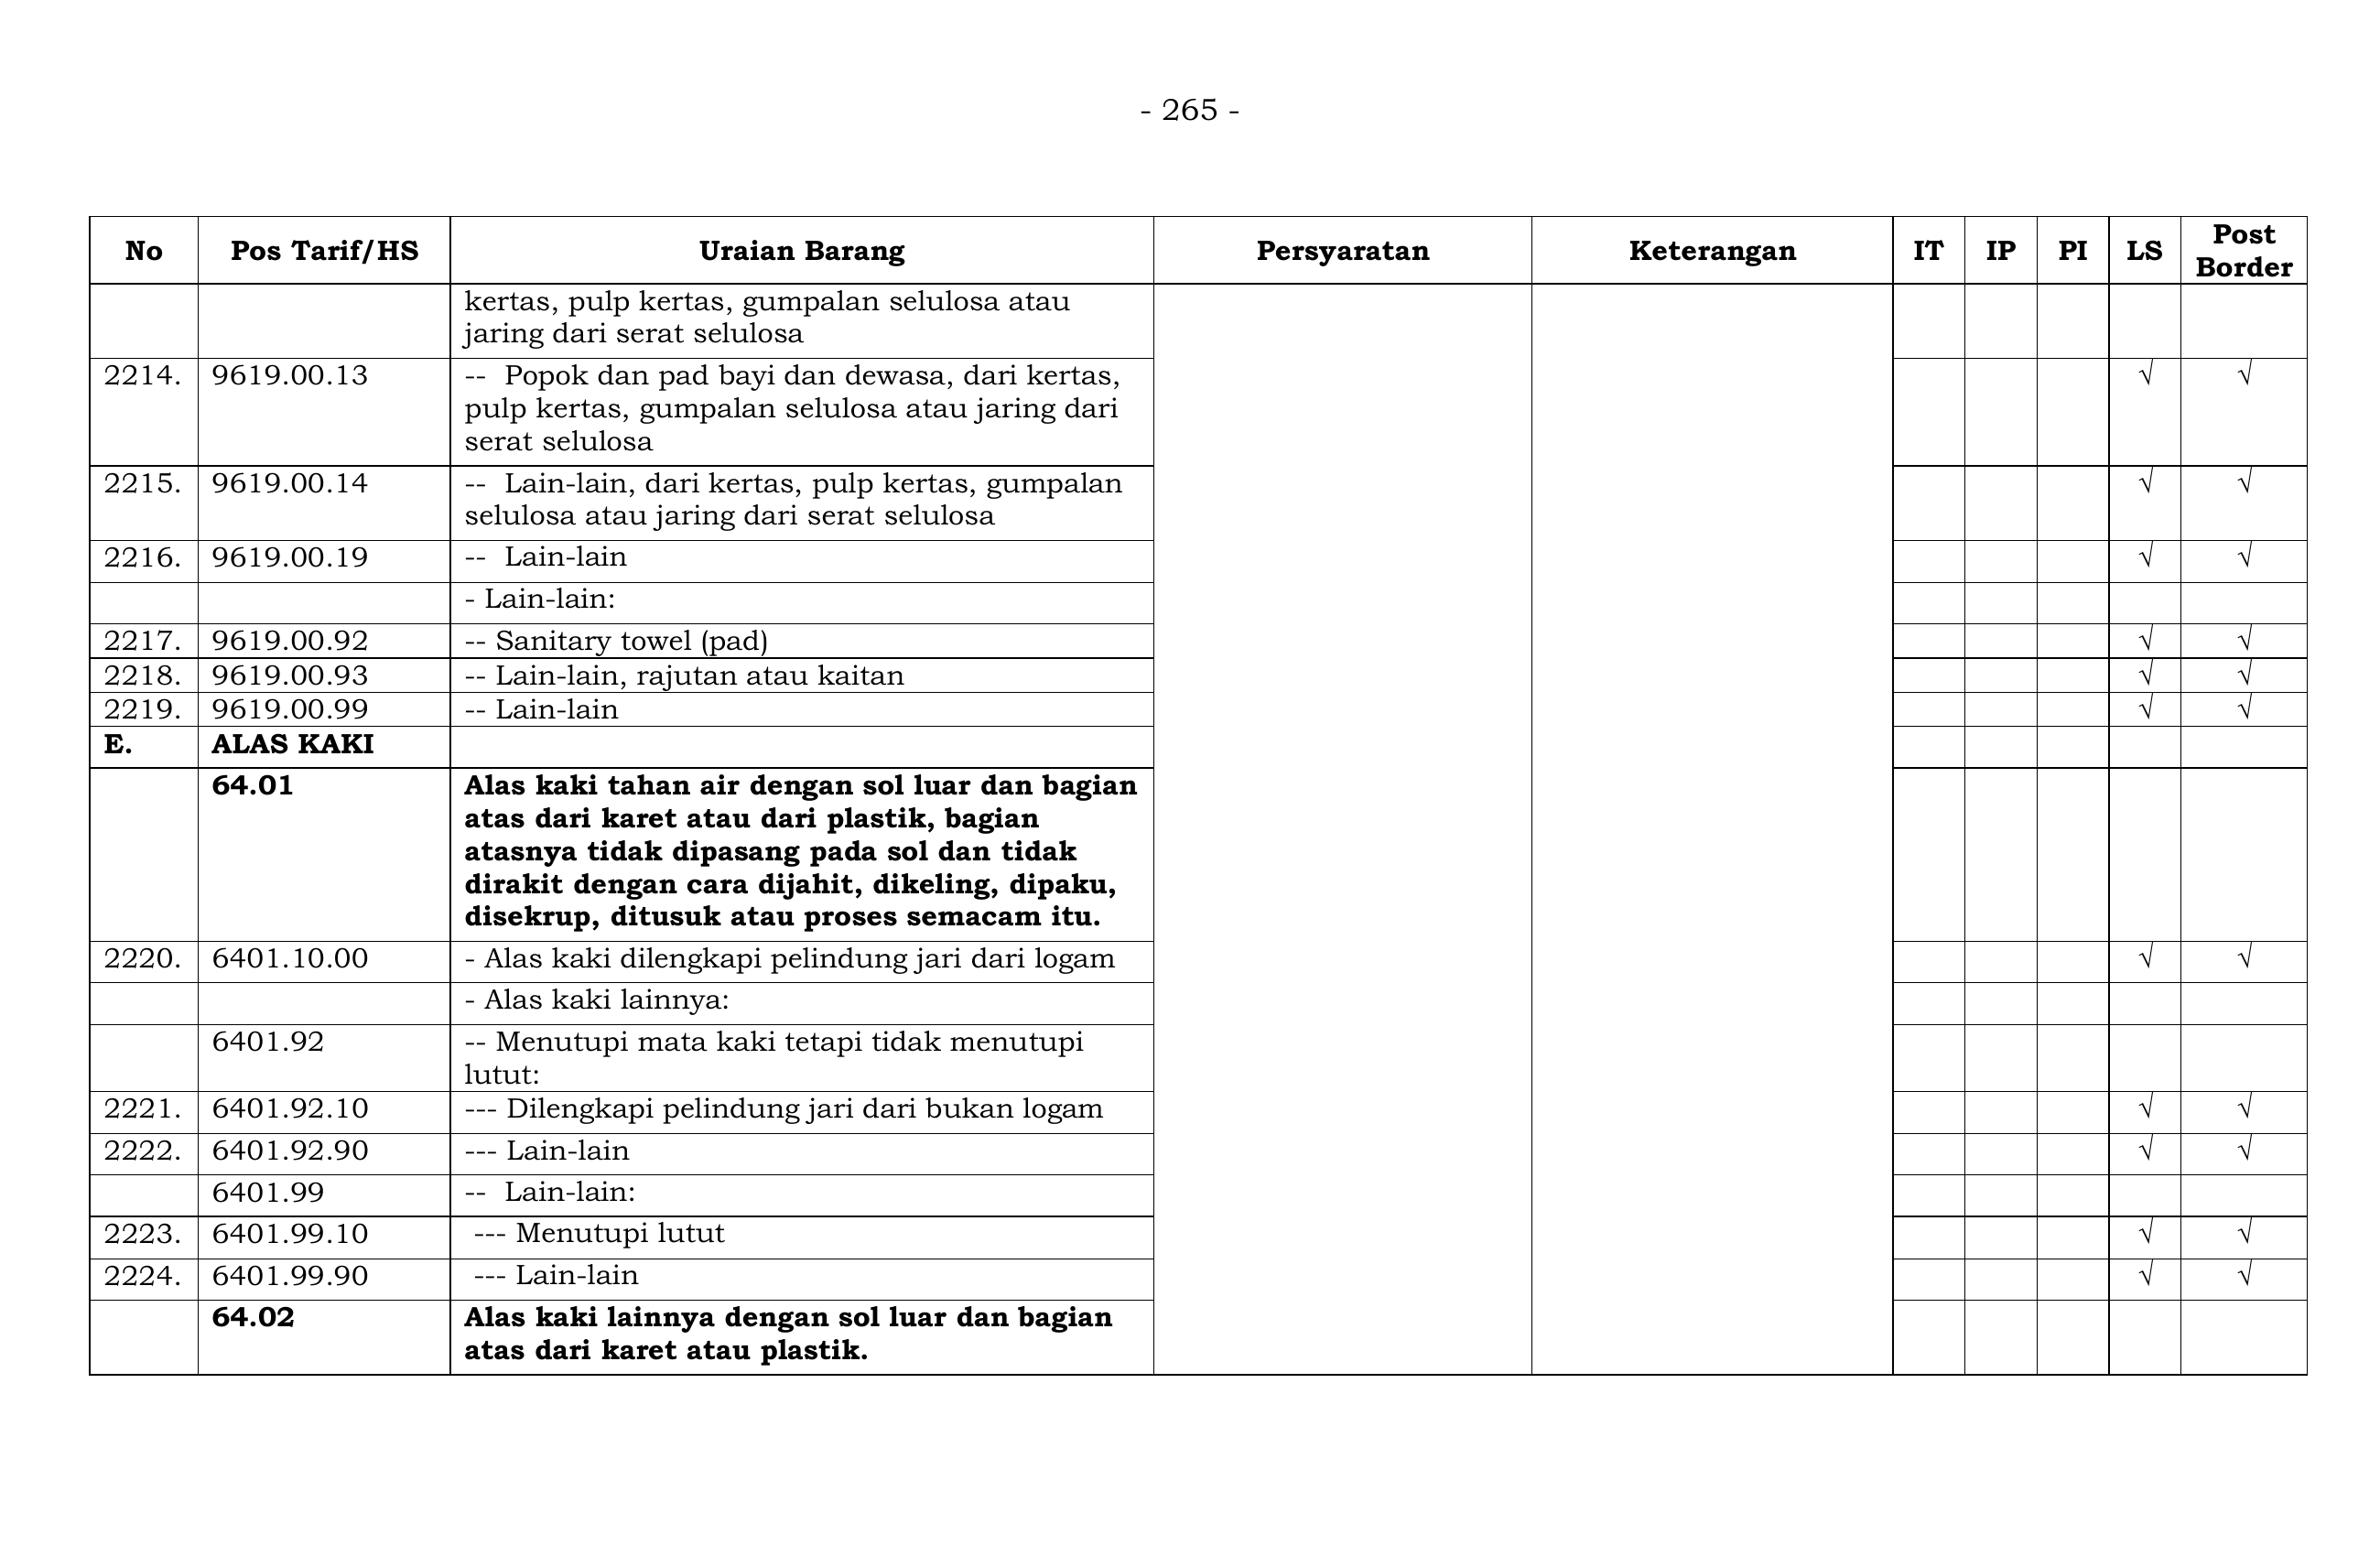 - 265 -
No Pos Tarif/HS Uraian Barang Persyaratan Keterangan IT IP PI LS Post Border
kertas, pulp kertas, gumpalan selulosa atau
jaring dari serat selulosa
2214. 9619.00.13 -- Popok dan pad bayi dan dewasa, dari kertas, √ √
pulp kertas, gumpalan selulosa atau jaring dari
serat selulosa
2215. 9619.00.14 -- Lain-lain, dari kertas, pulp kertas, gumpalan √ √
selulosa atau jaring dari serat selulosa
2216. 9619.00.19 -- Lain-lain √ √
- Lain-lain:
2217. 9619.00.92 -- Sanitary towel (pad) √ √
2218. 9619.00.93 -- Lain-lain, rajutan atau kaitan √ √
2219. 9619.00.99 -- Lain-lain √ √
E. ALAS KAKI
64.01 Alas kaki tahan air dengan sol luar dan bagian
atas dari karet atau dari plastik, bagian
atasnya tidak dipasang pada sol dan tidak
dirakit dengan cara dijahit, dikeling, dipaku,
disekrup, ditusuk atau proses semacam itu.
2220. 6401.10.00 - Alas kaki dilengkapi pelindung jari dari logam √ √
- Alas kaki lainnya:
6401.92 -- Menutupi mata kaki tetapi tidak menutupi
lutut:
2221. 6401.92.10 --- Dilengkapi pelindung jari dari bukan logam √ √
2222. 6401.92.90 --- Lain-lain √ √
6401.99 -- Lain-lain:
2223. 6401.99.10 --- Menutupi lutut √ √
2224. 6401.99.90 --- Lain-lain √ √
64.02 Alas kaki lainnya dengan sol luar dan bagian
atas dari karet atau plastik.